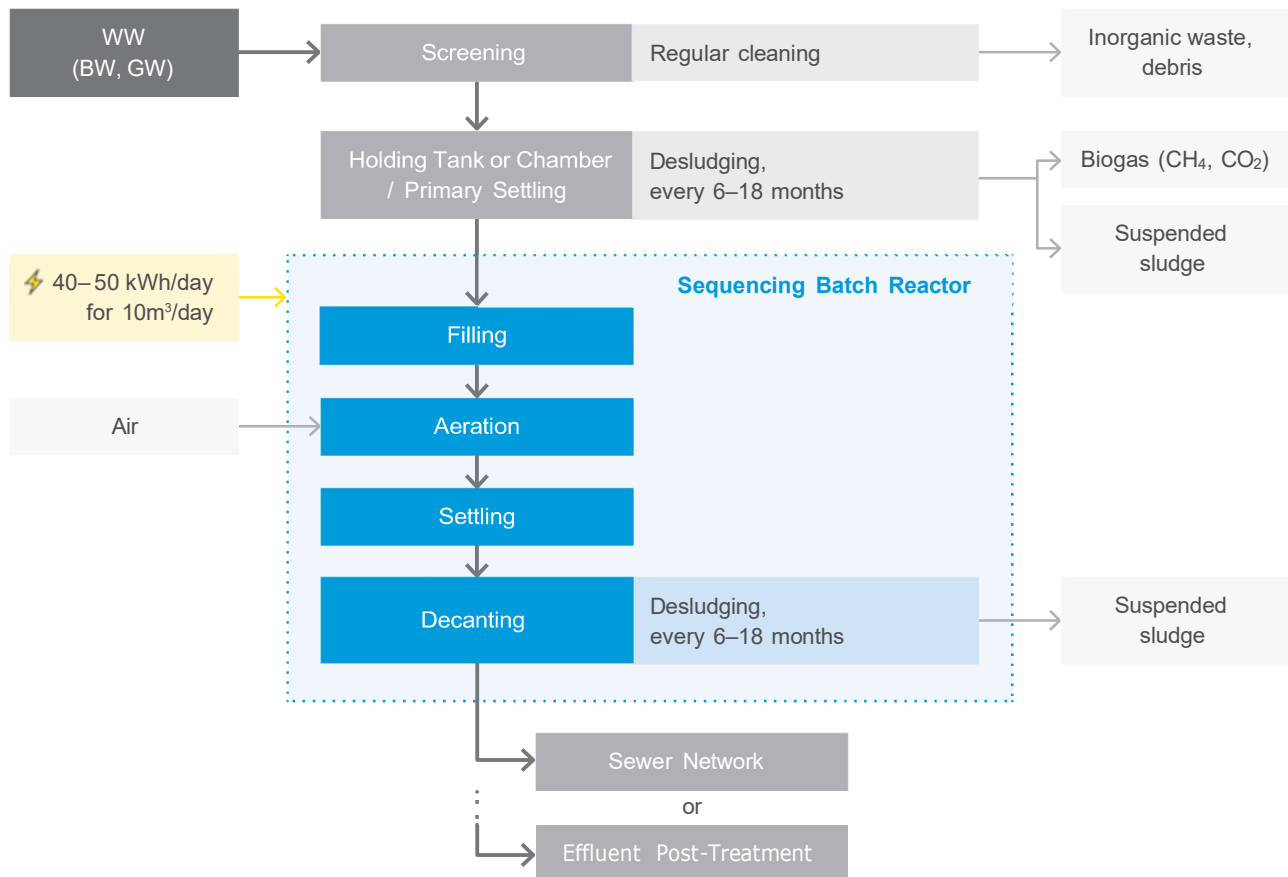 WW
(BW, GW)
Screening
Regular cleaning
Inorganic waste,
debris
Holding Tank or Chamber
/ Primary Settling
Desludging,
every 6–18 months
Biogas (CH₄, CO₂)
Suspended
sludge
40–50 kWh/day
for 10m³/day
Sequencing Batch Reactor
Filling
Air
Aeration
Settling
Decanting
Desludging,
every 6–18 months
Suspended
sludge
Sewer Network
or
Effluent Post-Treatment